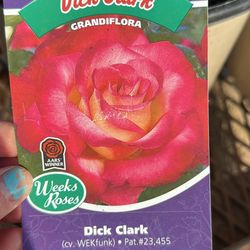 Dick Clark
GRANDIFLORA
AARS
WINNER
Weeks
Roses
Dick Clark
(cv. WEKfunk) • Pat.#23,455